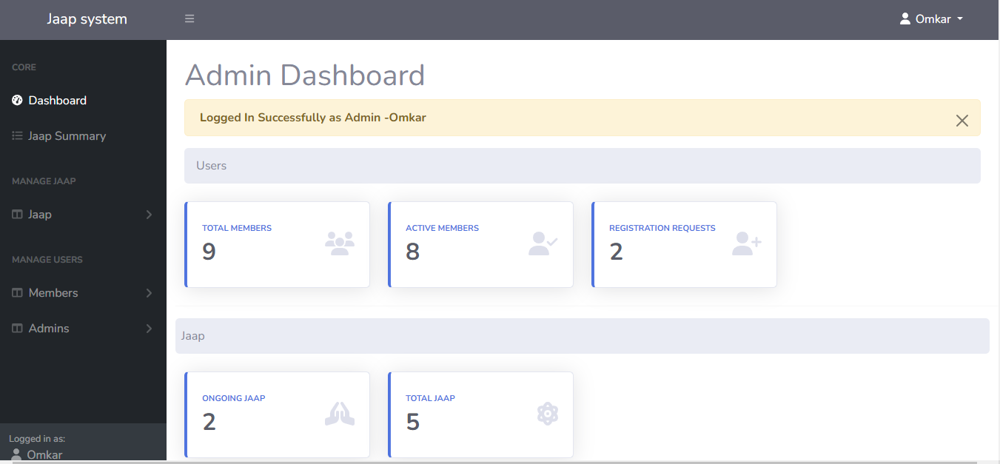 Jaap system
Omkar
CORE
Dashboard
Jaap Summary
MANAGE JAAP
Jaap
MANAGE USERS
Members
Admins
Logged in as:
Omkar
Admin Dashboard
Logged In Successfully as Admin -Omkar
Users
TOTAL MEMBERS
9
ACTIVE MEMBERS
8
REGISTRATION REQUESTS
2
Jaap
ONGOING JAAP
2
TOTAL JAAP
5